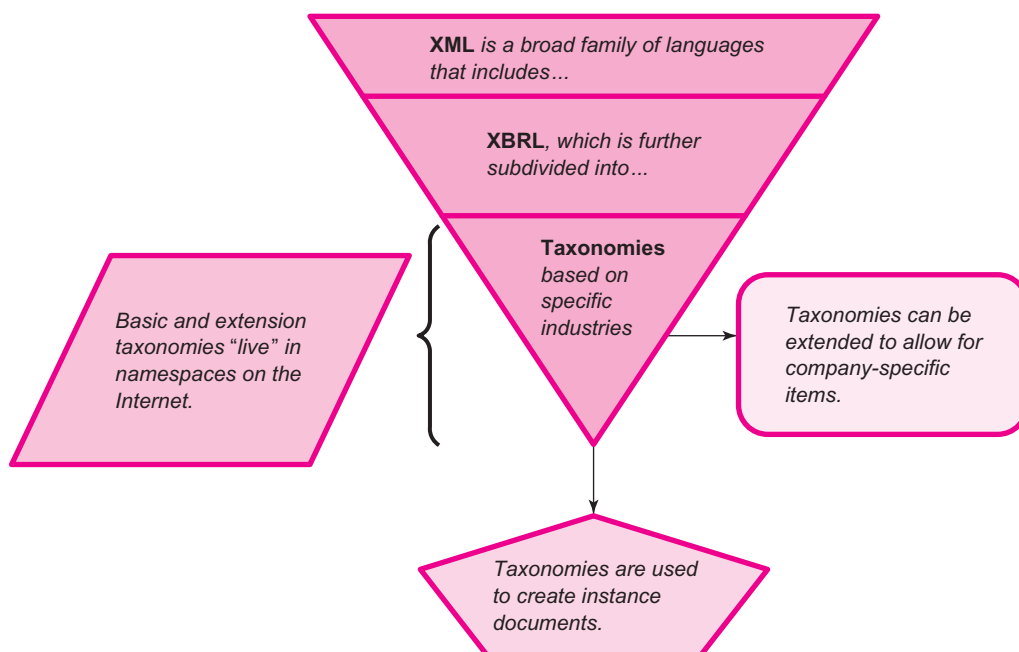 XML is a broad family of languages
that includes...
XBRL, which is further
subdivided into...
Taxonomies
based on
specific
industries
Basic and extension
taxonomies “live” in
namespaces on the
Internet.
Taxonomies can be
extended to allow for
company-specific
items.
Taxonomies are used
to create instance
documents.